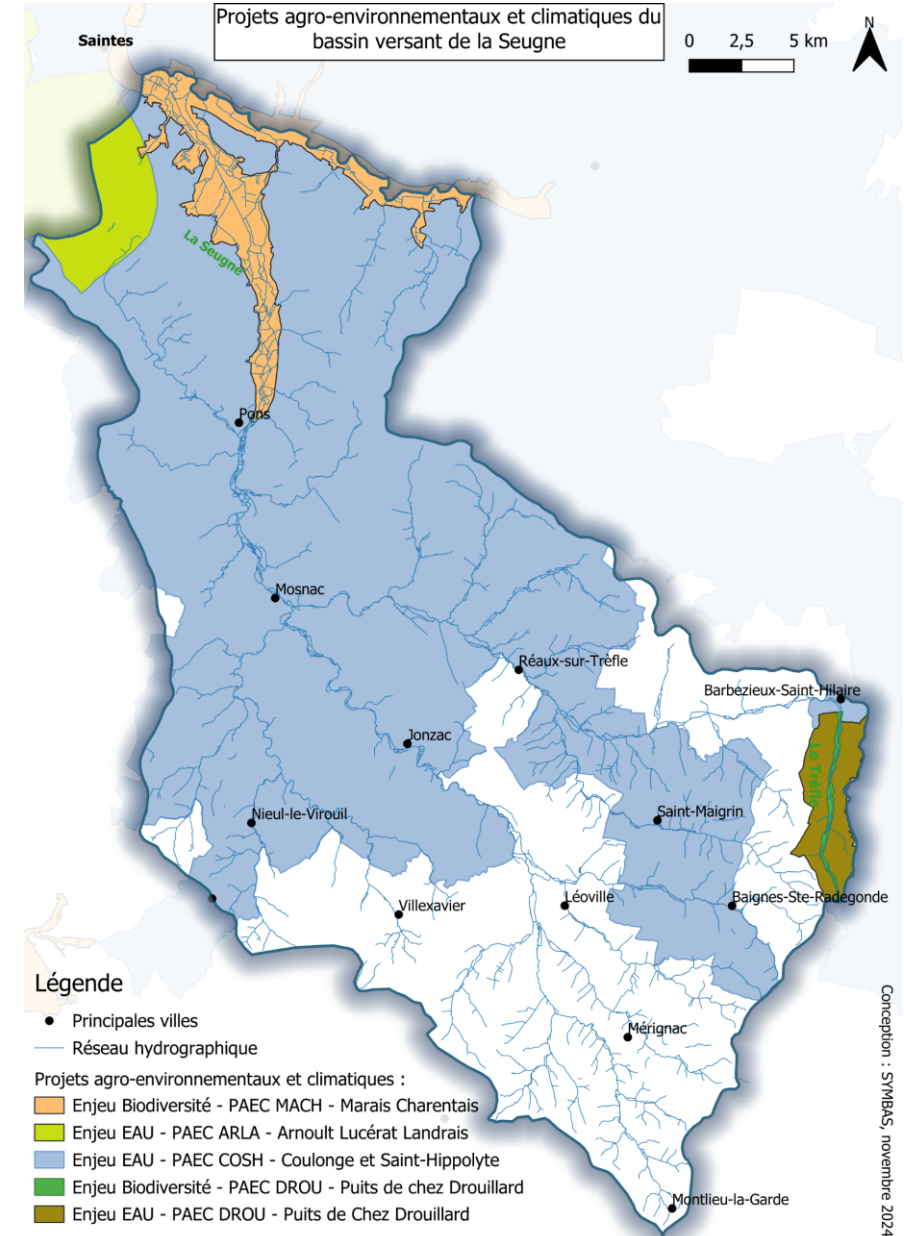 Projets agro-environnementaux et climatiques du
bassin versant de la Seugne
Saintes
0 2,5 5 km
N
La Seugne
Pons
Mosnac
Réaux-sur-Trèfle
Barbezieux-Saint-Hilaire
Jonzac
Le Trèfle
Nieul-le-Virouil
Saint-Maigrin
Villexavier
Léoville
Baignes-Ste-Radegonde
Mérignac
Montlieu-la-Garde
Légende
Principales villes
Réseau hydrographique
Projets agro-environnementaux et climatiques :
Enjeu Biodiversité - PAEC MACH - Marais Charentais
Enjeu EAU - PAEC ARLA - Arnoult Lucérat Landrais
Enjeu EAU - PAEC COSH - Coulonge et Saint-Hippolyte
Enjeu Biodiversité - PAEC DROU - Puits de chez Drouillard
Enjeu EAU - PAEC DROU - Puits de Chez Drouillard
Conception : SYMBAS, novembre 2024